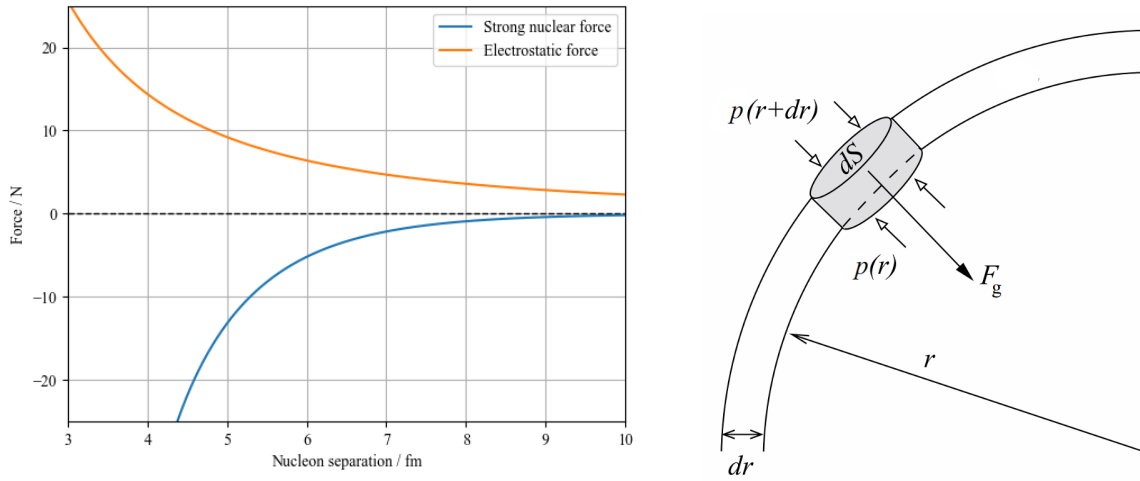 Strong nuclear force
Electrostatic force
20
10
0
−10
−20
Force / N
3 4 5 6 7 8 9 10
Nucleon separation / fm
p(r+dr)
dS
p(r)
Fg
r
dr